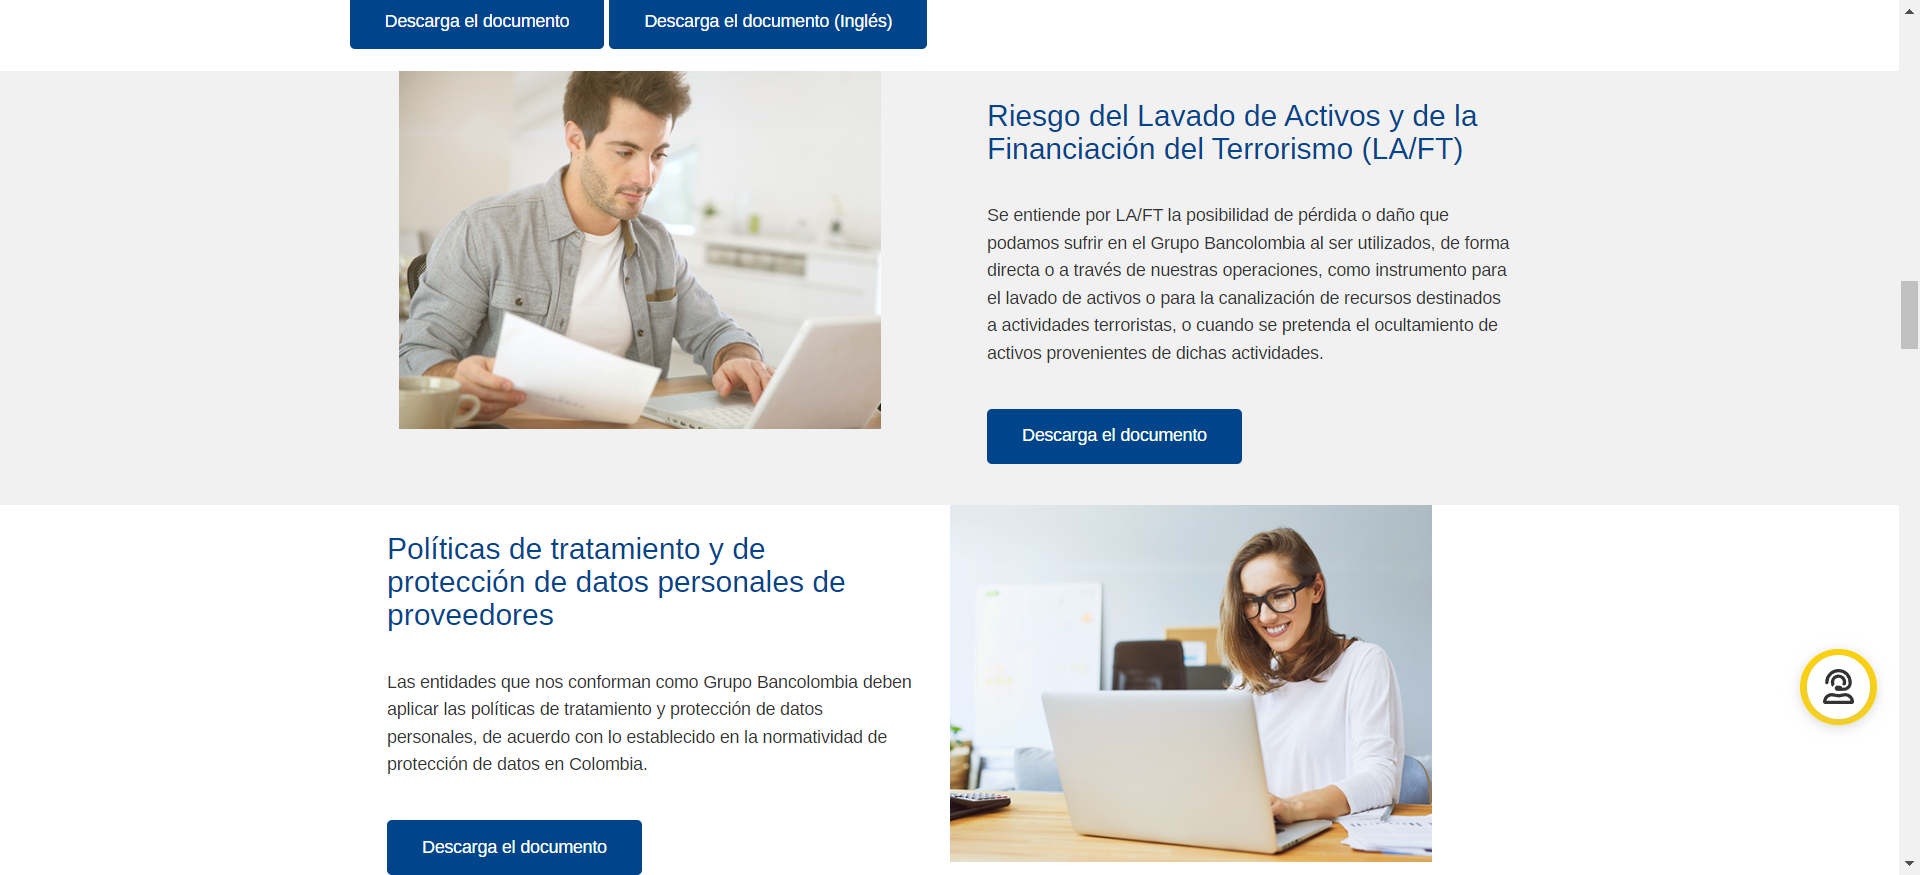 Descarga el documento
Descarga el documento (Inglés)
Riesgo del Lavado de Activos y de la
Financiación del Terrorismo (LA/FT)
Se entiende por LA/FT la posibilidad de pérdida o daño que
podamos sufrir en el Grupo Bancolombia al ser utilizados, de forma
directa o a través de nuestras operaciones, como instrumento para
el lavado de activos o para la canalización de recursos destinados
a actividades terroristas, o cuando se pretenda el ocultamiento de
activos provenientes de dichas actividades.
Descarga el documento
Políticas de tratamiento y de
protección de datos personales de
proveedores
Las entidades que nos conforman como Grupo Bancolombia deben
aplicar las políticas de tratamiento y protección de datos
personales, de acuerdo con lo establecido en la normatividad de
protección de datos en Colombia.
Descarga el documento